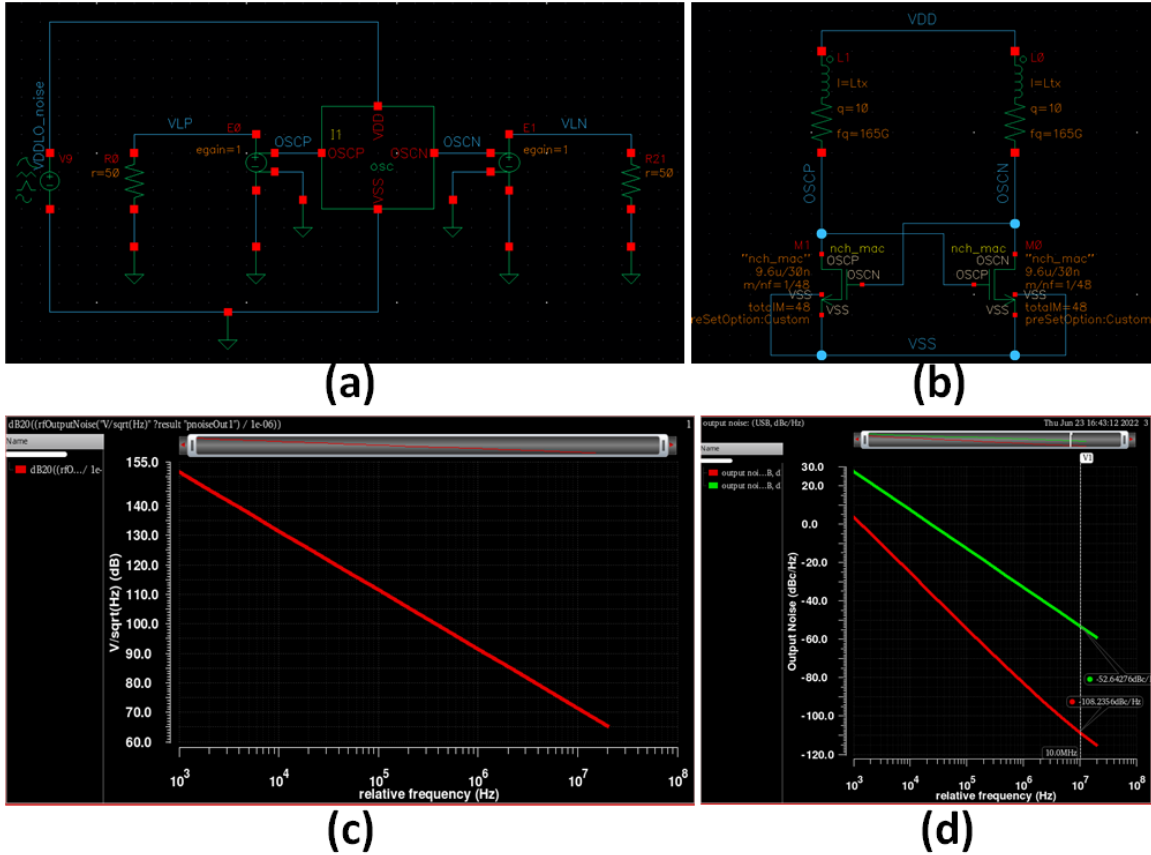 VDDLO_noise
V9
VLP
R0
r=50
E0
egain=1
OSCP
I1
OSCP
VDD
OSCN
osc
VSS
OSCN
E1
egain=1
VLN
R21
r=50
(a)
VDD
L1
l=Ltx
q=10
fq=165G
L0
l=Ltx
q=10
fq=165G
OSCP
OSCN
M1
nch_mac
OSCP
"nch_mac"
9.6u/30n
OSCN
m/nf=1/48
VSS
totalM=48
VSS
reSetOption:Custom
M0
nch_mac
OSCN
"nch_mac"
9.6u/30n
OSCP
m/nf=1/48
VSS
totalM=48
VSS
preSetOption:Custom
VSS
(b)
dB20((rfOutputNoise("V/sqrt(Hz)" ?result "pnoiseOut1") / 1e-06))
1
Name
dB20((rfO.../ 1e-
V/sqrt(Hz) (dB)
155.0
140.0
130.0
120.0
110.0
100.0
90.0
80.0
70.0
60.0
10³
10⁴
10⁵
10⁶
10⁷
10⁸
relative frequency (Hz)
(c)
output noise: (USB, dBc/Hz)
Thu Jun 23 16:43:12 2022 3
Name
output noi...B, d
output noi...B, d
V1
Output Noise (dBc/Hz)
30.0
20.0
0.0
-20.0
-40.0
-60.0
-80.0
-100.0
-120.0
-52.64276dBc/
-108.2356dBc/Hz
10.0MHz
10³
10⁴
10⁵
10⁶
10⁷
10⁸
relative frequency (Hz)
(d)